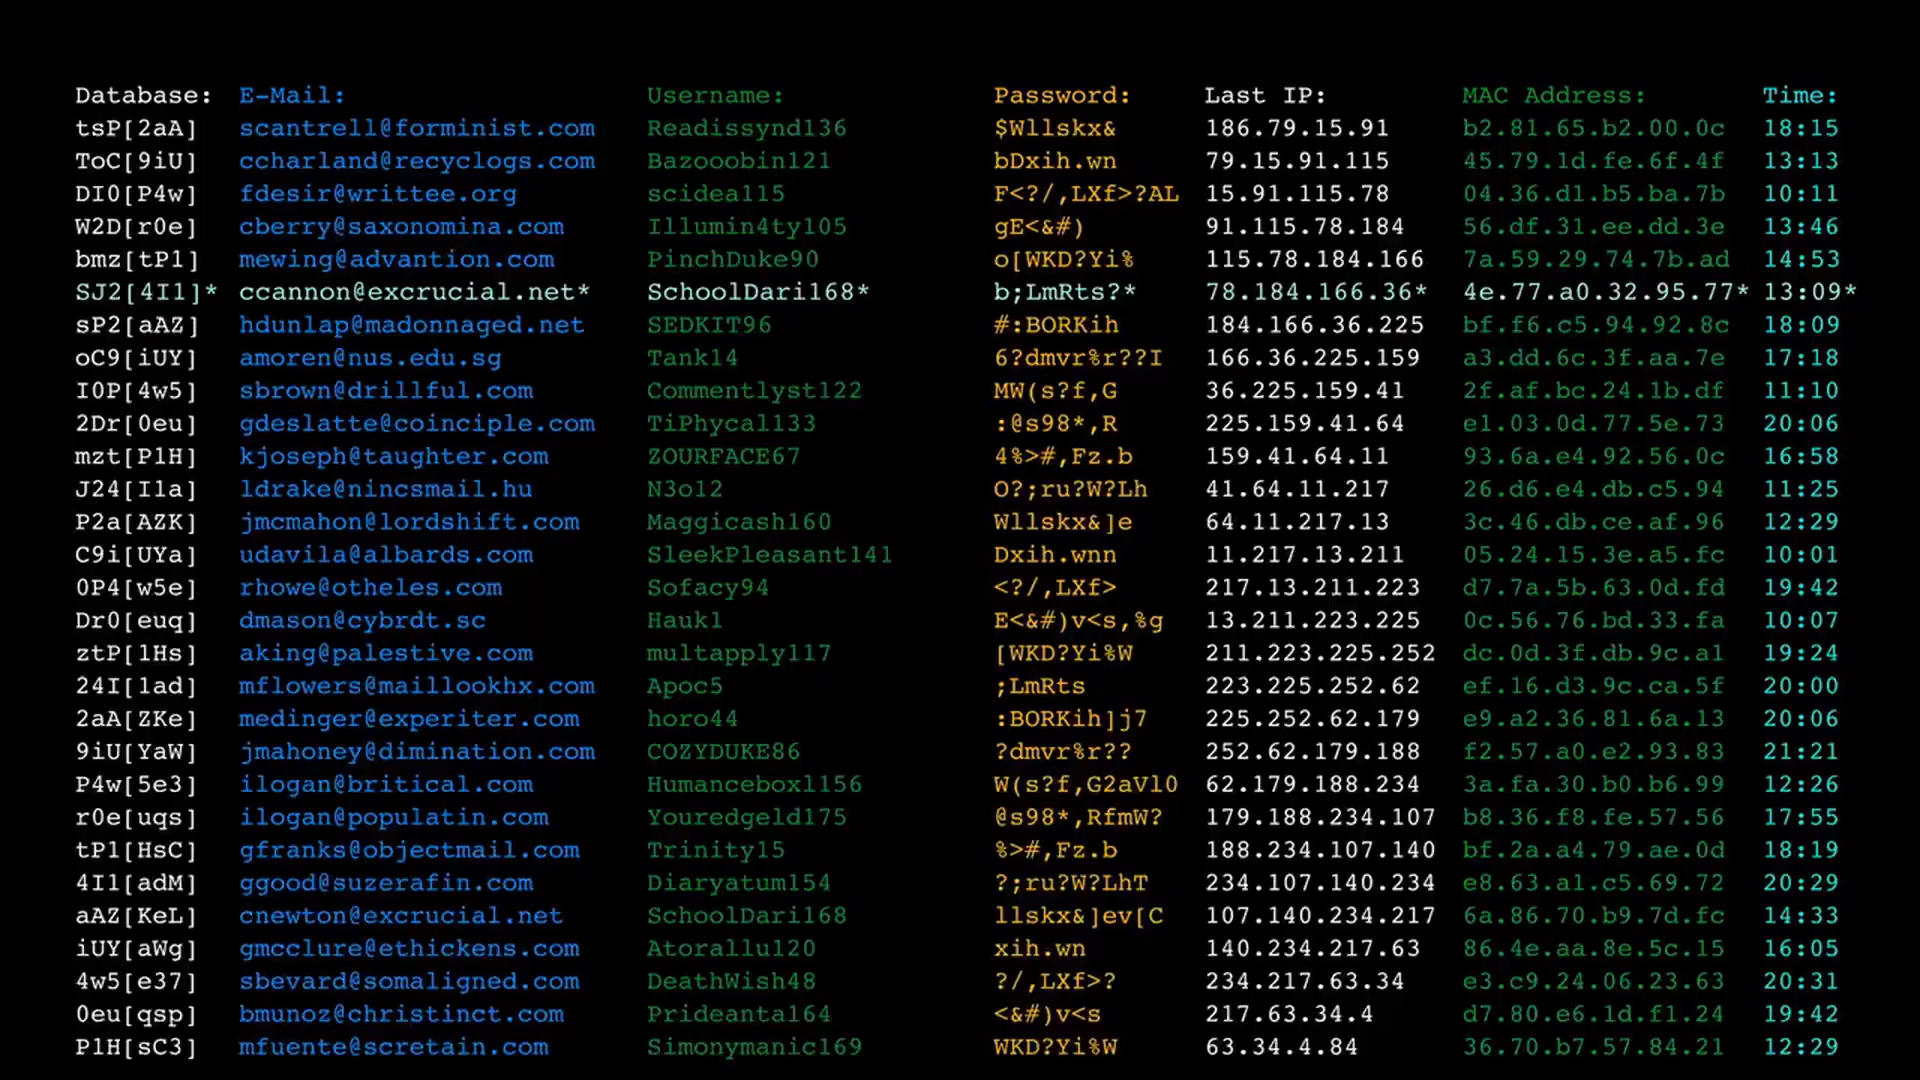 Database: E-Mail: Username: Password: Last IP: MAC Address: Time:
tsP[2aA] scantrell@forminist.com Readissynd136 $Wllskx& 186.79.15.91 b2.81.65.b2.00.0c 18:15
ToC[9iU] ccharland@recyclogs.com Bazooobin121 bDxih.wn 79.15.91.115 45.79.1d.fe.6f.4f 13:13
DI0[P4w] fdesir@writtee.org scidea115 F<?/,LXf>?AL 15.91.115.78 04.36.d1.b5.ba.7b 10:11
W2D[r0e] cberry@saxonomina.com Illumin4ty105 gE<&#) 91.115.78.184 56.df.31.ee.dd.3e 13:46
bmz[tP1] mewing@advantion.com PinchDuke90 o[WKD?Yi% 115.78.184.166 7a.59.29.74.7b.ad 14:53
SJ2[4I1]* ccannon@excrucial.net* SchoolDari168* b;LmRts?* 78.184.166.36* 4e.77.a0.32.95.77* 13:09*
sP2[aAZ] hdunlap@madonnaged.net SEDKIT96 #:BORKih 184.166.36.225 bf.f6.c5.94.92.8c 18:09
oC9[iUY] amoren@nus.edu.sg Tank14 6?dmvr%r??I 166.36.225.159 a3.dd.6c.3f.aa.7e 17:18
I0P[4w5] sbrown@drillful.com Commentlyst122 MW(s?f,G 36.225.159.41 2f.af.bc.24.1b.df 11:10
2Dr[0eu] gdeslatte@coinciple.com TiPhycal133 :@s98*,R 225.159.41.64 e1.03.0d.77.5e.73 20:06
mzt[P1H] kjoseph@taughter.com ZOURFACE67 4%>#,Fz.b 159.41.64.11 93.6a.e4.92.56.0c 16:58
J24[I1a] ldrake@nincsmail.hu N3o12 O?;ru?W?Lh 41.64.11.217 26.d6.e4.db.c5.94 11:25
P2a[AZK] jmcmahon@lordshift.com Maggicash160 Wllskx&]e 64.11.217.13 3c.46.db.ce.af.96 12:29
C9i[UYa] udavila@albards.com SleekPleasant141 Dxih.wnn 11.217.13.211 05.24.15.3e.a5.fc 10:01
0P4[w5e] rhowe@otheles.com Sofacy94 <?/,LXf> 217.13.211.223 d7.7a.5b.63.0d.fd 19:42
Dr0[euq] dmason@cybrdt.sc Hauk1 E<&#)v<s,%g 13.211.223.225 0c.56.76.bd.33.fa 10:07
ztP[1Hs] aking@palestive.com multapply117 [WKD?Yi%W 211.223.225.252 dc.0d.3f.db.9c.a1 19:24
24I[1ad] mflowers@maillookhx.com Apoc5 ;LmRts 223.225.252.62 ef.16.d3.9c.ca.5f 20:00
2aA[ZKe] medinger@experiter.com horo44 :BORKih]j7 225.252.62.179 e9.a2.36.81.6a.13 20:06
9iU[YaW] jmahoney@dimination.com COZYDUKE86 ?dmvr%r?? 252.62.179.188 f2.57.a0.e2.93.83 21:21
P4w[5e3] ilogan@britical.com Humanceboxl156 W(s?f,G2aVl0 62.179.188.234 3a.fa.30.b0.b6.99 12:26
r0e[uqs] ilogan@populatin.com Youredgeld175 @s98*,RfmW? 179.188.234.107 b8.36.f8.fe.57.56 17:55
tP1[HsC] gfranks@objectmail.com Trinity15 %>#,Fz.b 188.234.107.140 bf.2a.a4.79.ae.0d 18:19
4I1[adM] ggood@suzerafin.com Diaryatum154 ?;ru?W?LhT 234.107.140.234 e8.63.a1.c5.69.72 20:29
aAZ[KeL] cnewton@excrucial.net SchoolDari168 llskx&]ev[C 107.140.234.217 6a.86.70.b9.7d.fc 14:33
iUY[aWg] gmcclure@ethickens.com Atorallu120 xih.wn 140.234.217.63 86.4e.aa.8e.5c.15 16:05
4w5[e37] sbevard@somaligned.com DeathWish48 ?/,LXf>? 234.217.63.34 e3.c9.24.06.23.63 20:31
0eu[qsp] bmunoz@christinct.com Prideanta164 <&#)v<s 217.63.34.4 d7.80.e6.1d.f1.24 19:42
P1H[sC3] mfuente@scretain.com Simonymanic169 WKD?Yi%W 63.34.4.84 36.70.b7.57.84.21 12:29